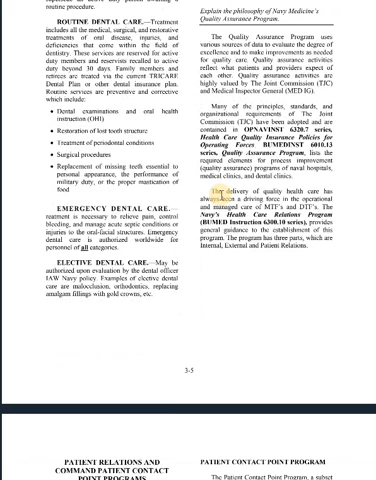 routine procedure.
ROUTINE DENTAL CARE.—Treatment
includes all the medical, surgical, and restorative
treatments of oral disease, injuries, and
deficiencies that come within the field of
dentistry. These services are reserved for active
duty members and reservists recalled to active
duty beyond 30 days. Family members and
retirees are treated via the current TRICARE
Dental Plan or other dental insurance plan.
Routine services are preventive and corrective
which include:
• Dental examinations and oral health
instruction (OHI)
• Restoration of lost tooth structure
• Treatment of periodontal conditions
• Surgical procedures
• Replacement of missing teeth essential to
personal appearance, the performance of
military duty, or the proper mastication of
food
EMERGENCY DENTAL CARE.—
reatment is necessary to relieve pain, control
bleeding, and manage acute septic conditions or
injuries to the oral-facial structures. Emergency
dental care is authorized worldwide for
personnel of all categories.
ELECTIVE DENTAL CARE.—May be
authorized upon evaluation by the dental officer
IAW Navy policy. Examples of elective dental
care are malocclusion, orthodontics, replacing
amalgam fillings with gold crowns, etc.
Explain the philosophy of Navy Medicine's
Quality Assurance Program.
The Quality Assurance Program uses
various sources of data to evaluate the degree of
excellence and to make improvements as needed
for quality care. Quality assurance activities
reflect what patients and providers expect of
each other. Quality assurance activities are
highly valued by The Joint Commission (TJC)
and Medical Inspector General (MED IG).
Many of the principles, standards, and
organizational requirements of The Joint
Commission (TJC) have been adopted and are
contained in OPNAVINST 6320.7 series,
Health Care Quality Insurance Policies for
Operating Forces. BUMEDINST 6010.13
series, Quality Assurance Program, lists the
required elements for process improvement
(quality assurance) programs of naval hospitals,
medical clinics, and dental clinics.
The delivery of quality health care has
always been a driving force in the operational
and managed care of MTF's and DTF's. The
Navy's Health Care Relations Program
(BUMED Instruction 6300.10 series), provides
general guidance to the establishment of this
program. The program has three parts, which are
Internal, External and Patient Relations.
3-5
PATIENT RELATIONS AND
COMMAND PATIENT CONTACT
POINT PROGRAMS
PATIENT CONTACT POINT PROGRAM
The Patient Contact Point Program, a subset